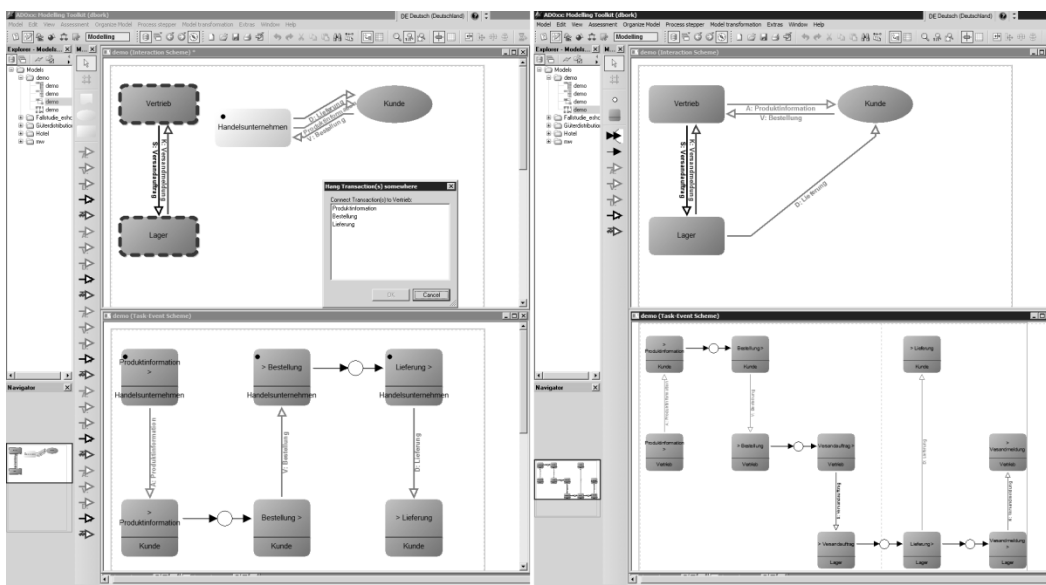 ADOxx: Modelling Toolkit (dbork)
DE Deutsch (Deutschland)
Model Edit View Assessment Organize Model Process stepper Model transformation Extras Window Help
Modelling
Explorer - Models...
M...
Models
demo
demo
demo
demo
demo
Hotel
mw
Navigator
demo (Interaction Scheme) *
Vertrieb
Handelsunternehmen
Kunde
D: Lieferung
V: Bestellung
S: Versandauftrag
K: Versandmeldung
Lager
Hang Transaction(s) somewhere
Connect Transaction(s) to Vertrieb
Produktinformation
Bestellung
Lieferung
OK
Cancel
demo (Task-Event Scheme)
Produktinformation
>
Handelsunternehmen
> Bestellung
Handelsunternehmen
Lieferung >
Handelsunternehmen
A: Produktinformation
V: Bestellung
D: Lieferung
>
Produktinformation
Kunde
Bestellung >
Kunde
> Lieferung
Kunde
ADOxx: Modelling Toolkit (dbork)
DE Deutsch (Deutschland)
Model Edit View Assessment Organize Model Process stepper Model transformation Extras Window Help
Modelling
Explorer - Models...
M...
Models
demo
demo
demo
demo
demo
Hotel
mw
Navigator
demo (Interaction Scheme)
Vertrieb
A: Produktinformation
V: Bestellung
Kunde
S: Versandauftrag
K: Versandmeldung
D: Lieferung
Lager
demo (Task-Event Scheme)
>
Produktinformation
Kunde
Bestellung >
Kunde
> Lieferung
Kunde
Produktinformation
>
Vertrieb
> Bestellung
Vertrieb
Versandauftrag >
Vertrieb
>
Versandmeldung
Vertrieb
> Versandauftrag
Lager
Lieferung >
Lager
Versandmeldung
>
Lager